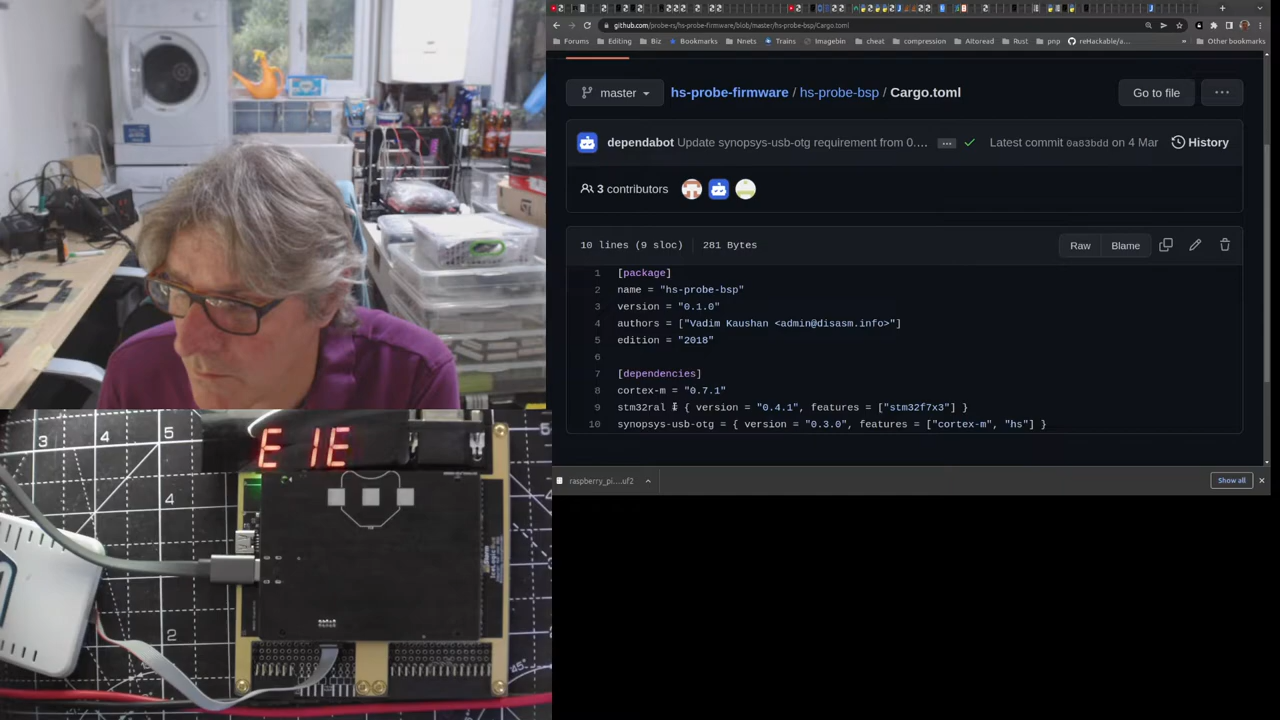 github.com/probe-rs/hs-probe-firmware/blob/master/hs-probe-bsp/Cargo.toml
Forums Editing Biz Bookmarks Nnets Trains Imagebin cheat compression Altoread Rust pnp reHackable/a... » Other bookmarks
master hs-probe-firmware / hs-probe-bsp / Cargo.toml Go to file ...
dependabot Update synopsys-usb-otg requirement from 0.… ... Latest commit 0a83bdd on 4 Mar History
3 contributors
10 lines (9 sloc) 281 Bytes Raw Blame
1 [package]
2 name = "hs-probe-bsp"
3 version = "0.1.0"
4 authors = ["Vadim Kaushan <admin@disasm.info>"]
5 edition = "2018"
6
7 [dependencies]
8 cortex-m = "0.7.1"
9 stm32ral = { version = "0.4.1", features = ["stm32f7x3"] }
10 synopsys-usb-otg = { version = "0.3.0", features = ["cortex-m", "hs"] }
raspberry_pi....uf2 Show all
E 1E
3 4 5
4
2